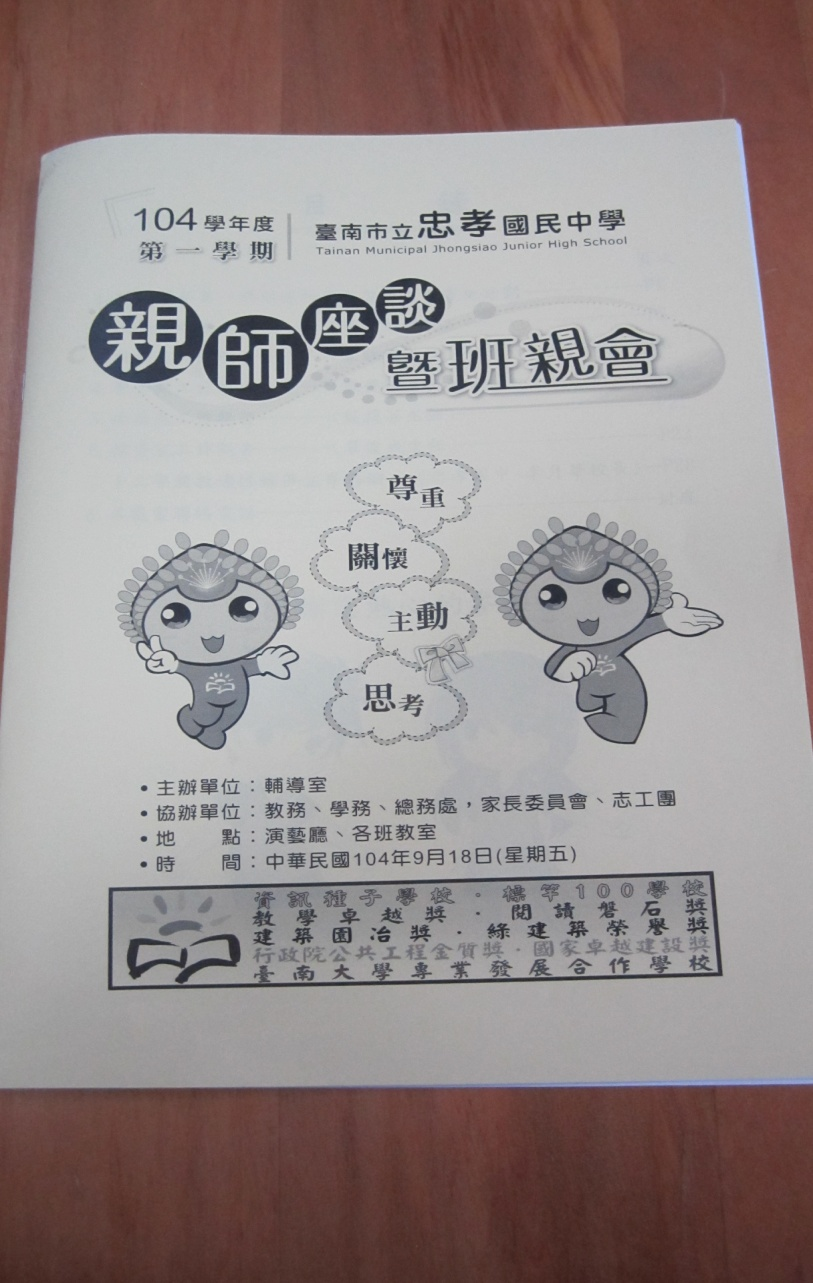 104學年度
第一學期
臺南市立忠孝國民中學
Tainan Municipal Jhongsiao Junior High School
親師座談
暨班親會
尊重
關懷
主動
思考
•主辦單位：輔導室
•協辦單位：教務、學務、總務處，家長委員會、志工團
•地　　點：演藝廳、各班教室
•時　　間：中華民國104年9月18日(星期五)
資訊種子學校．標竿100學校
教學卓越獎．閱讀磐石獎
建築園冶獎．綠建築榮譽獎
行政院公共工程金質獎．國家卓越建設獎
臺南大學專業發展合作學校